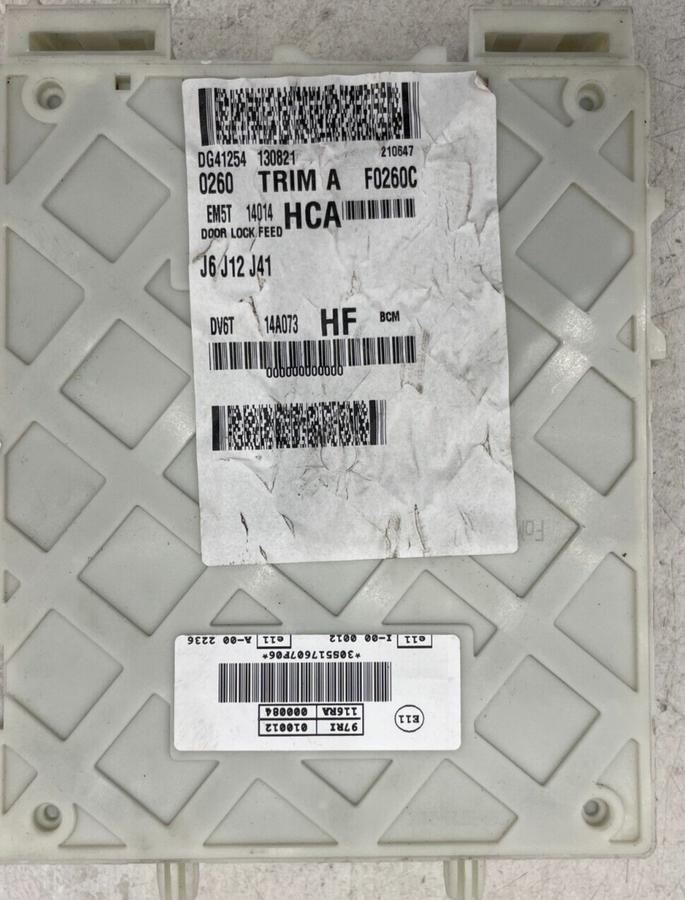 DG41254 130821 210647
0260 TRIM A F0260C
EM5T 14014 HCA
DOOR LOCK FEED
J6 J12 J41
DV6T 14A073 HF BCM
000000000000
E11 97RI 010012
116RA 000084
*30S517607F06*
e11 I-00 0012 e11 A-00 2236